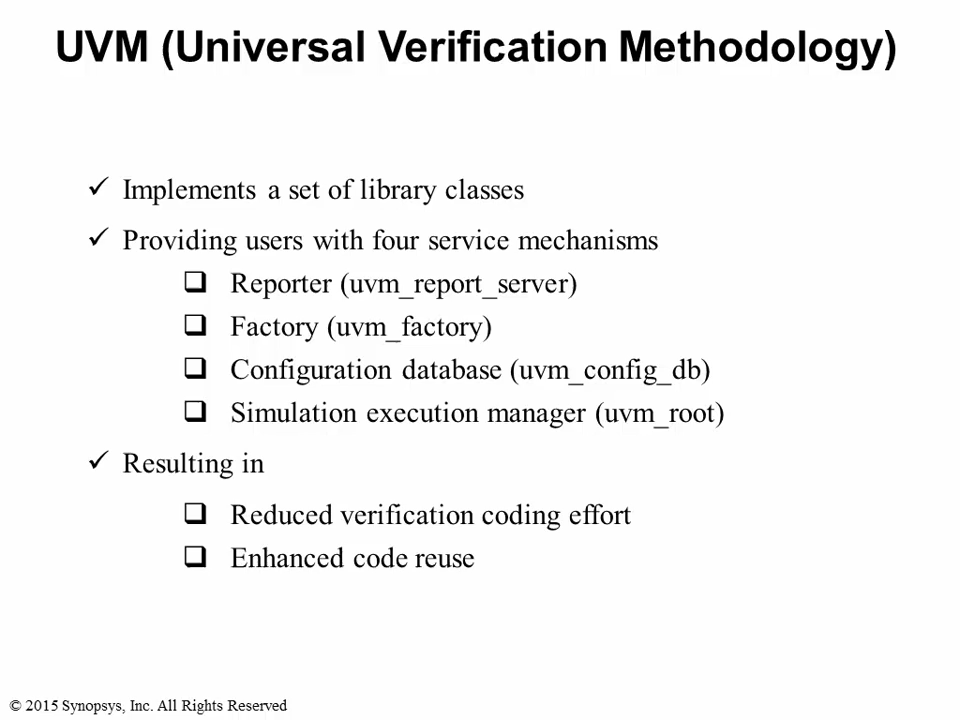 UVM (Universal Verification Methodology)
✓ Implements a set of library classes
✓ Providing users with four service mechanisms
❑ Reporter (uvm_report_server)
❑ Factory (uvm_factory)
❑ Configuration database (uvm_config_db)
❑ Simulation execution manager (uvm_root)
✓ Resulting in
❑ Reduced verification coding effort
❑ Enhanced code reuse
© 2015 Synopsys, Inc. All Rights Reserved